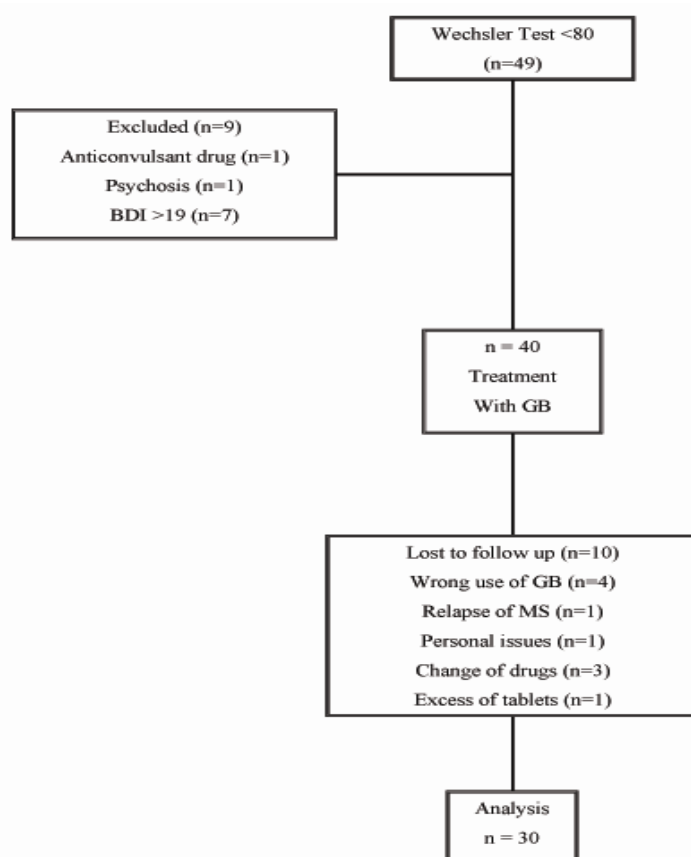 Wechsler Test <80
(n=49)
Excluded (n=9)
Anticonvulsant drug (n=1)
Psychosis (n=1)
BDI >19 (n=7)
n = 40
Treatment
With GB
Lost to follow up (n=10)
Wrong use of GB (n=4)
Relapse of MS (n=1)
Personal issues (n=1)
Change of drugs (n=3)
Excess of tablets (n=1)
Analysis
n = 30